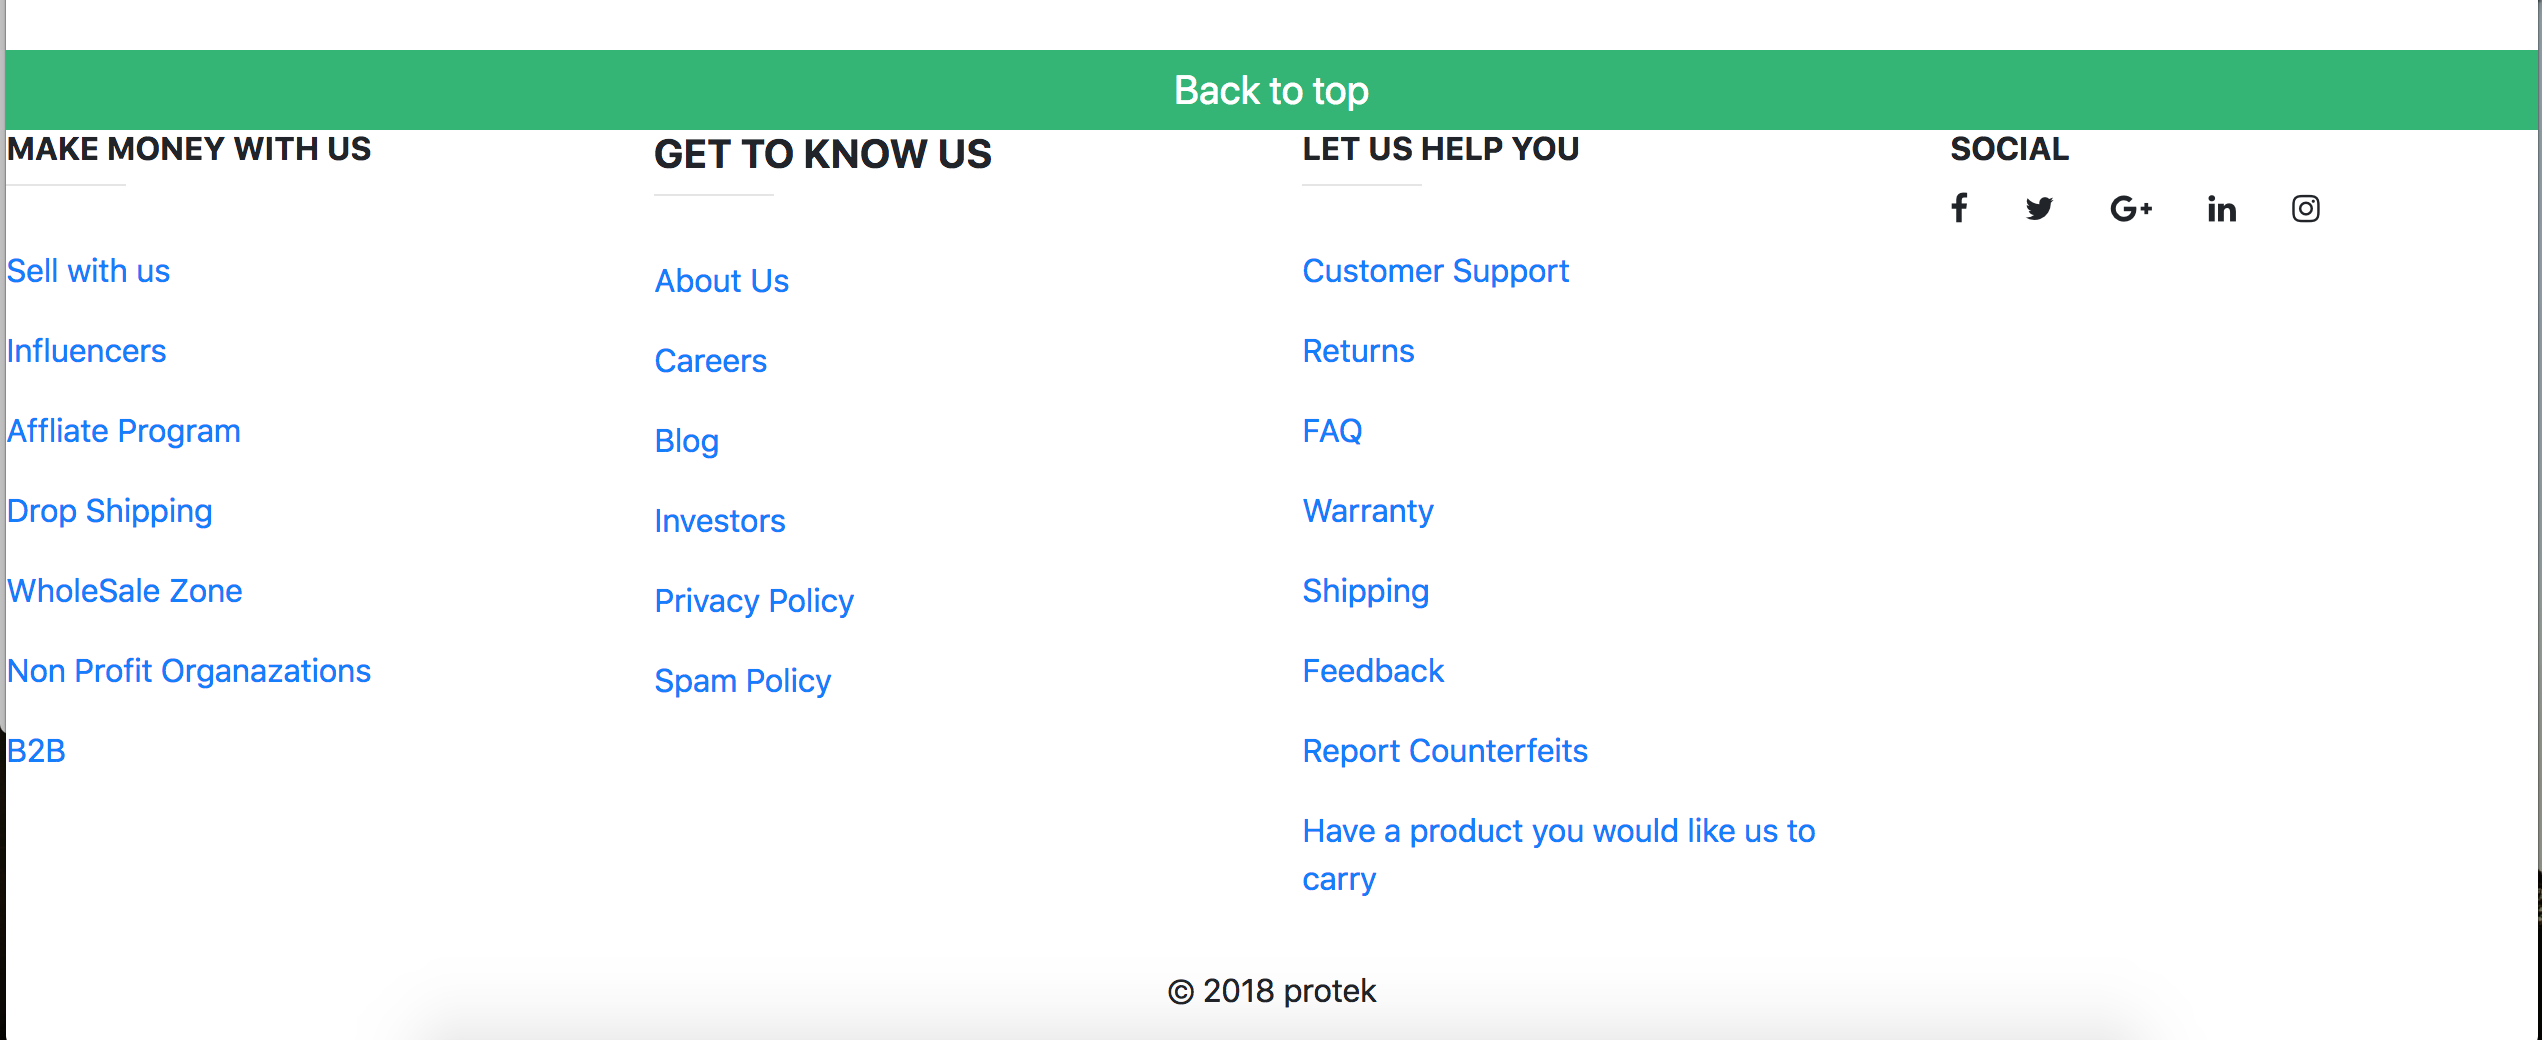 Back to top
MAKE MONEY WITH US
Sell with us
Influencers
Affliate Program
Drop Shipping
WholeSale Zone
Non Profit Organazations
B2B
GET TO KNOW US
About Us
Careers
Blog
Investors
Privacy Policy
Spam Policy
LET US HELP YOU
Customer Support
Returns
FAQ
Warranty
Shipping
Feedback
Report Counterfeits
Have a product you would like us to
carry
SOCIAL
© 2018 protek